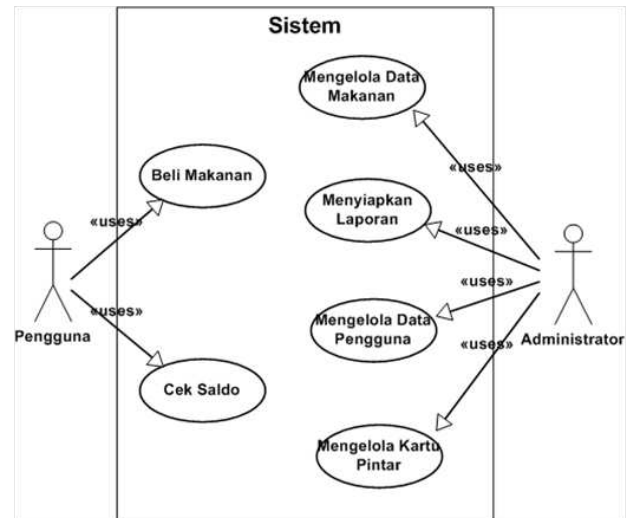 Sistem
Mengelola Data
Makanan
Beli Makanan
«uses»
Menyiapkan
Laporan
«uses»
«uses»
«uses»
Pengguna
«uses»
Mengelola Data
Pengguna
«uses»
Administrator
Cek Saldo
Mengelola Kartu
Pintar